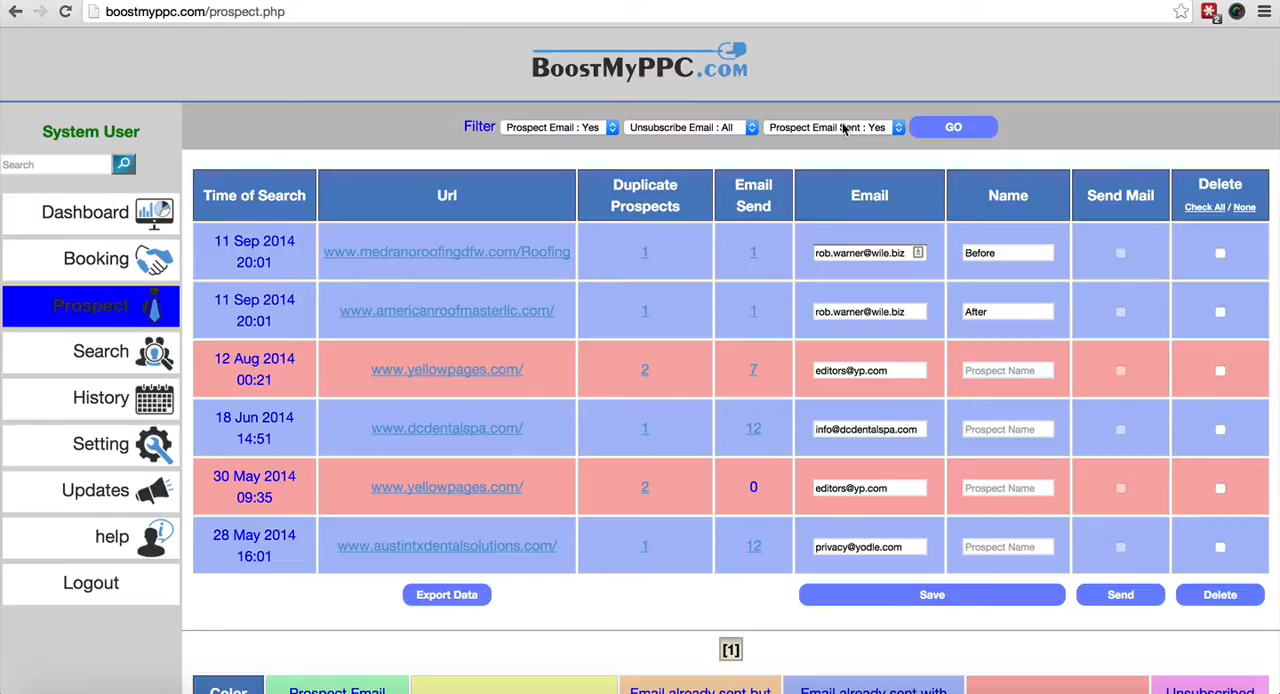 boostmyppc.com/prospect.php
2
BOOSTMYPPC.COM
System User
Filter
Prospect Email : Yes
Unsubscribe Email : All
Prospect Email Sent : Yes
GO
Search
Dashboard
Booking
Prospect
Search
History
Setting
Updates
help
Logout
Time of Search
Url
Duplicate
Prospects
Email
Send
Email
Name
Send Mail
Delete
Check All / None
11 Sep 2014
20:01
www.medranoroofingdfw.com/Roofing
1
1
rob.warner@wile.biz
Before
11 Sep 2014
20:01
www.americanroofmasterllc.com/
1
1
rob.warner@wile.biz
After
12 Aug 2014
00:21
www.yellowpages.com/
2
7
editors@yp.com
Prospect Name
18 Jun 2014
14:51
www.dcdentalspa.com/
1
12
info@dcdentalspa.com
Prospect Name
30 May 2014
09:35
www.yellowpages.com/
2
0
editors@yp.com
Prospect Name
28 May 2014
16:01
www.austintxdentalsolutions.com/
1
12
privacy@yodle.com
Prospect Name
Export Data
Save
Send
Delete
[1]
Color
Prospect Email
Email already sent but
Email already sent with
Unsubscribed